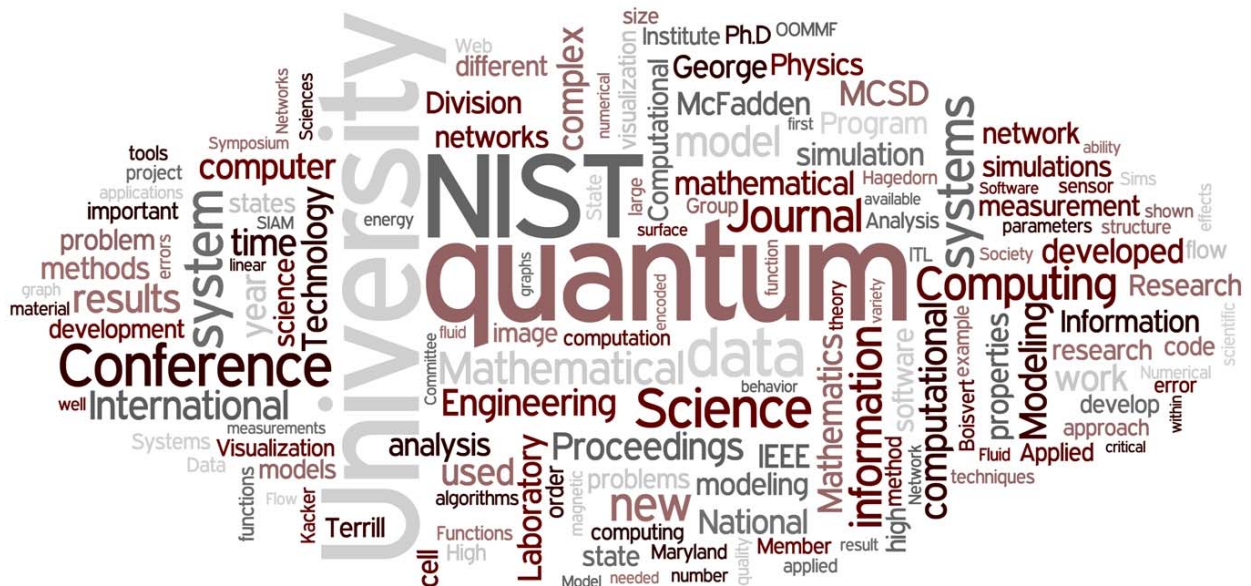 University
NIST
quantum
Web
different
complex
numerical
visualization
size
Institute
Ph.D
OOMMF
George
Physics
Division
networks
Computational
McFadden
MCSD
first
Program
model
simulation
systems
network
ability
simulations
Software
sensor
Sims
measurement
shown
effects
parameters
structure
Society
developed
flow
Networks
Sciences
Symposium
computer
tools
project
applications
important
states
SIAM
energy
State
large
surface
mathematical
Hagedorn
Group
available
Journal
Analysis
ITL
problem
errors
methods
system
time
linear
Technology
graph
material
results
year
science
development
graphs
function
Computing
Research
Conference
fluid
image
computation
encoded
theory
variety
Information
scientific
Committee
Mathematical
data
behavior
Mathematics
information
software
computational
Boisvert
example
properties
Modeling
research
code
work
Numerical
error
within
well
International
measurements
Engineering
Science
develop
approach
Systems
Data
Visualization
models
functions
Flow
Kacker
Terrill
analysis
used
algorithms
Laboratory
order
Proceedings
IEEE
problems
modeling
magnetic
new
National
method
high
Network
Fluid
Applied
critical
techniques
Functions
High
cell
computing
state
Maryland
Member
result
quality
applied
Model
needed
number